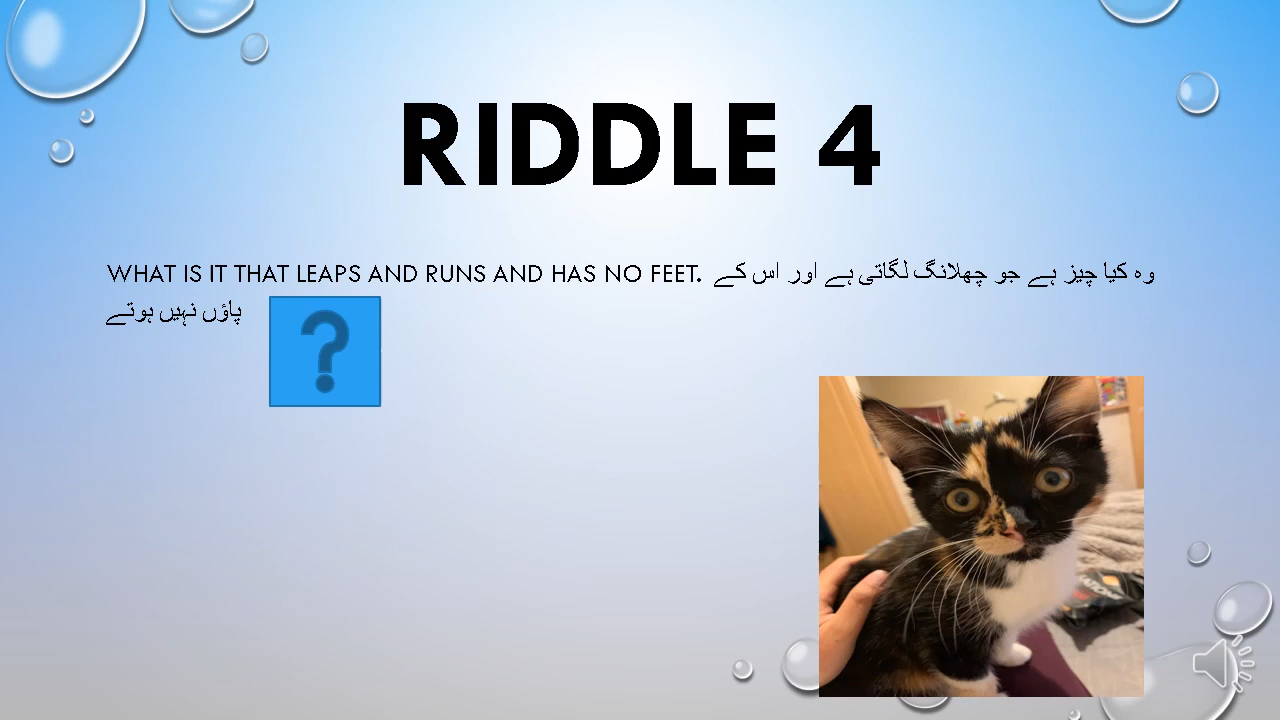 RIDDLE 4
WHAT IS IT THAT LEAPS AND RUNS AND HAS NO FEET. وہ کیا چیز ہے جو چھلانگ لگاتی ہے اور اس کے
پاؤں نہیں ہوتے
?